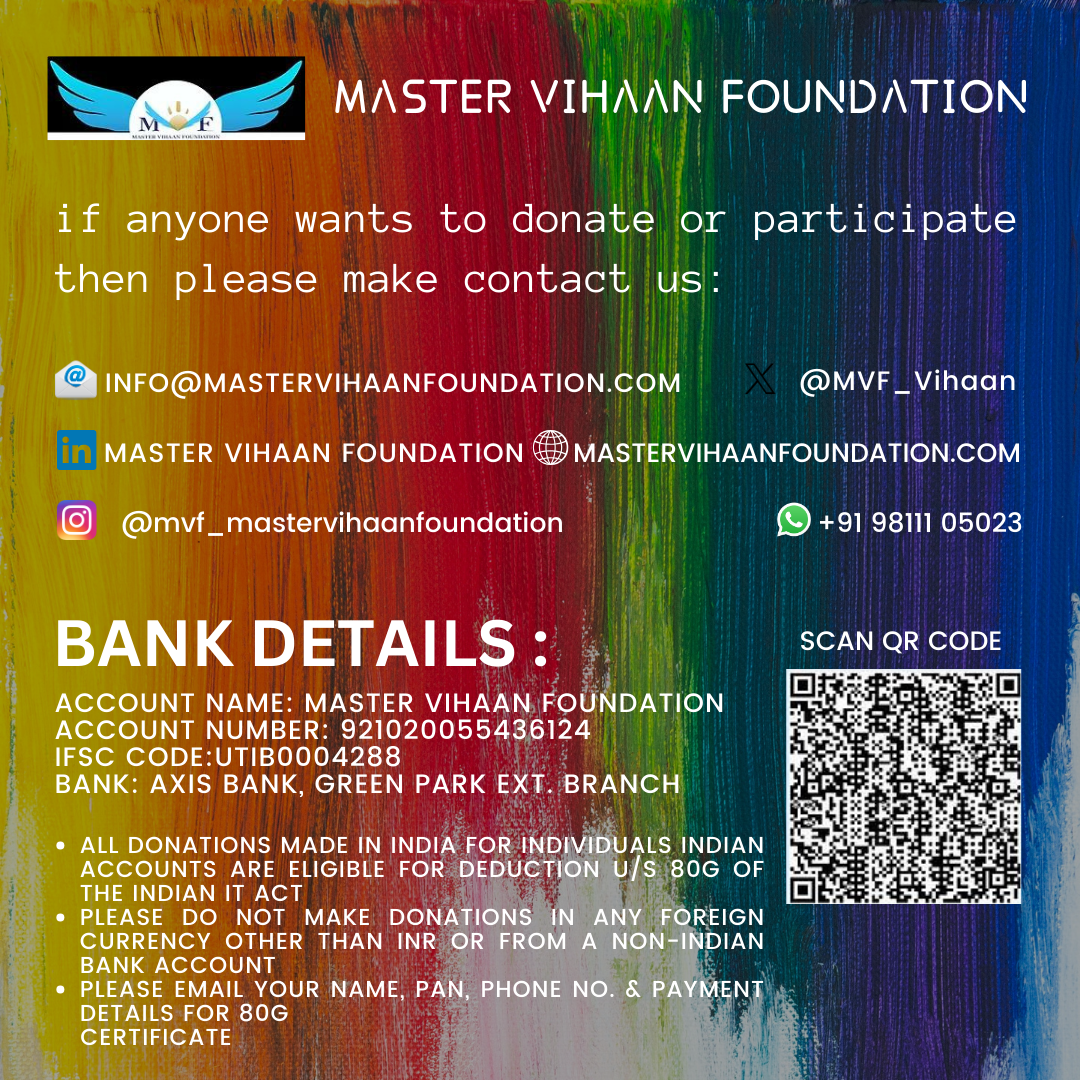 M F
MASTER VIHAAN FOUNDATION
MASTER VIHAAN FOUNDATION
if anyone wants to donate or participate
then please make contact us:
INFO@MASTERVIHAANFOUNDATION.COM
@MVF_Vihaan
MASTER VIHAAN FOUNDATION
MASTERVIHAANFOUNDATION.COM
@mvf_mastervihaanfoundation
+91 98111 05023
BANK DETAILS :
ACCOUNT NAME: MASTER VIHAAN FOUNDATION
ACCOUNT NUMBER: 921020055436124
IFSC CODE:UTIB0004288
BANK: AXIS BANK, GREEN PARK EXT. BRANCH
SCAN QR CODE
• ALL DONATIONS MADE IN INDIA FOR INDIVIDUALS INDIAN
ACCOUNTS ARE ELIGIBLE FOR DEDUCTION U/S 80G OF
THE INDIAN IT ACT
• PLEASE DO NOT MAKE DONATIONS IN ANY FOREIGN
CURRENCY OTHER THAN INR OR FROM A NON-INDIAN
BANK ACCOUNT
• PLEASE EMAIL YOUR NAME, PAN, PHONE NO. & PAYMENT
DETAILS FOR 80G
CERTIFICATE